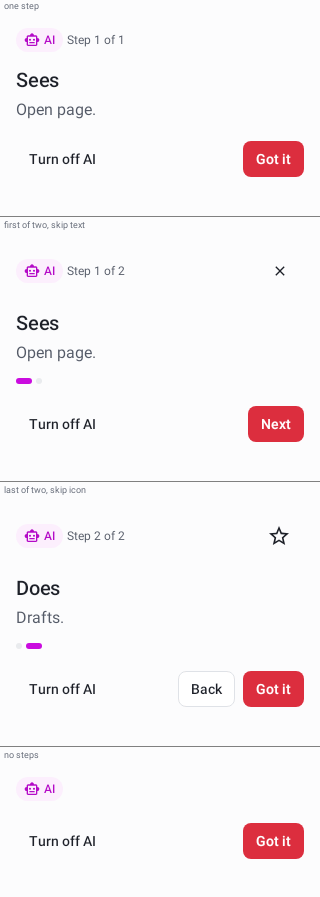 one step
AI Step 1 of 1
Sees
Open page.
Turn off AI Got it
first of two, skip text
AI Step 1 of 2
Sees
Open page.
Turn off AI Next
last of two, skip icon
AI Step 2 of 2
Does
Drafts.
Turn off AI Back Got it
no steps
AI
Turn off AI Got it